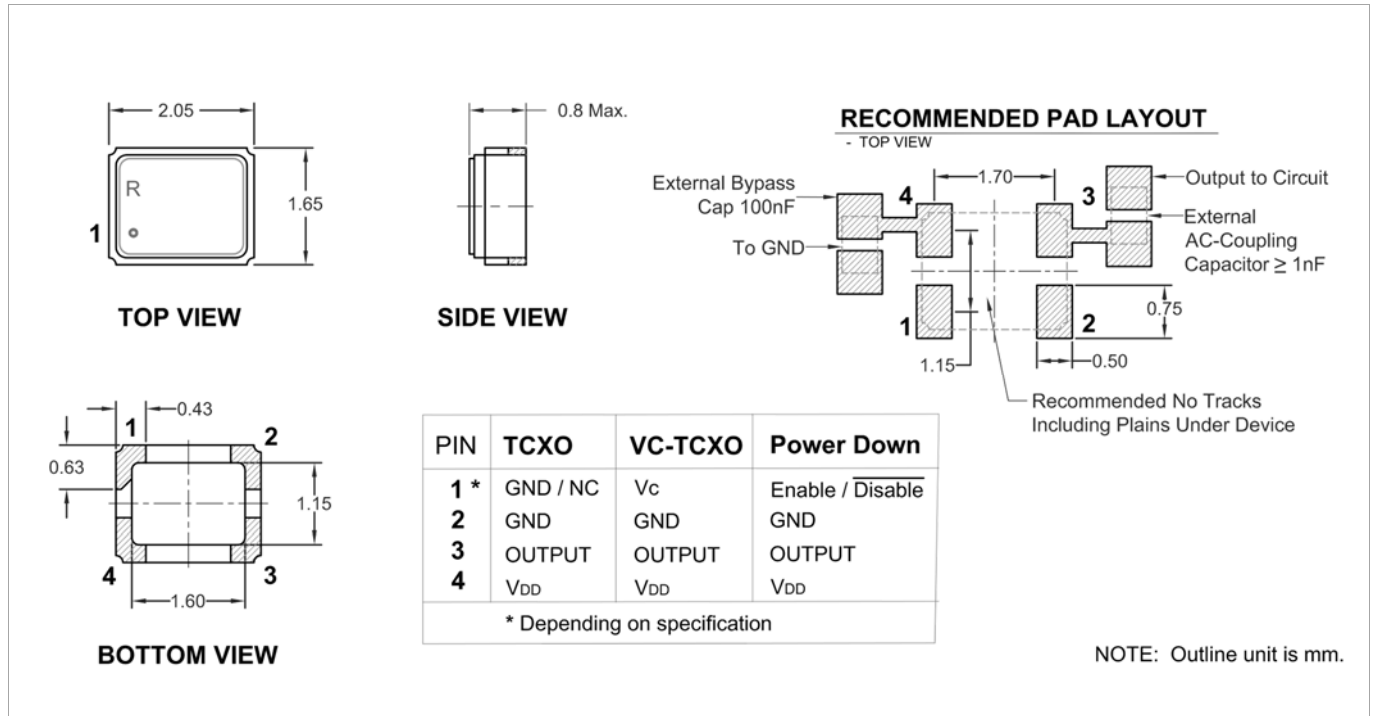 2.05
R
1.65
1
TOP VIEW
0.8 Max.
SIDE VIEW
RECOMMENDED PAD LAYOUT
- TOP VIEW
External Bypass
Cap 100nF
To GND
4
1.70
3
Output to Circuit
External
AC-Coupling
Capacitor ≥ 1nF
1
2
0.75
1.15
0.50
Recommended No Tracks
Including Plains Under Device
0.43
1
2
0.63
1.15
4
3
1.60
BOTTOM VIEW
PIN TCXO VC-TCXO Power Down
1 * GND / NC Vc Enable / Disable
2 GND GND GND
3 OUTPUT OUTPUT OUTPUT
4 VDD VDD VDD
* Depending on specification
NOTE: Outline unit is mm.